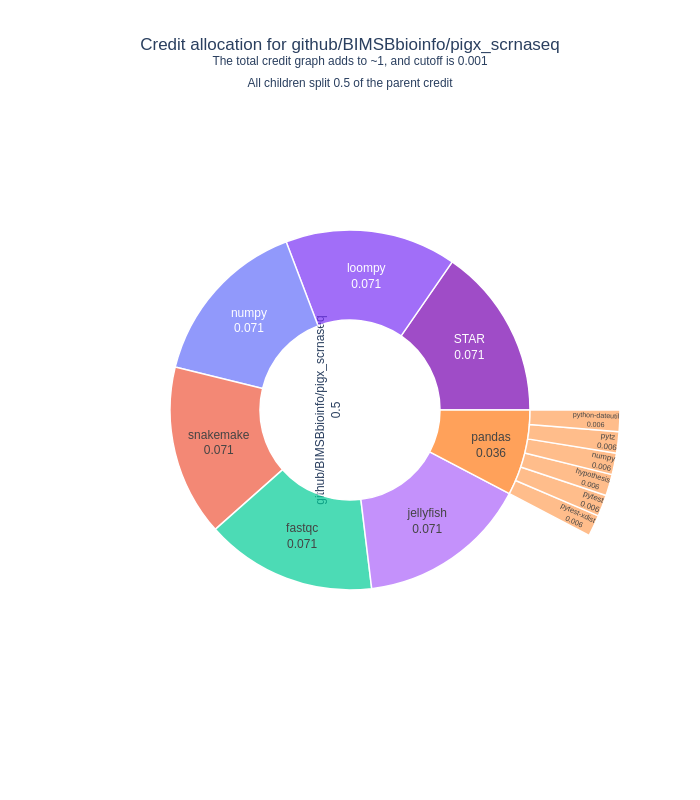 Credit allocation for github/BIMSBbioinfo/pigx_scrnaseq
The total credit graph adds to ~1, and cutoff is 0.001
All children split 0.5 of the parent credit
loompy
0.071
numpy
0.071
STAR
0.071
github/BIMSBbioinfo/pigx_scrnaseq
0.5
snakemake
0.071
pandas
0.036
python-dateutil
0.006
pytz
0.006
numpy
0.006
hypothesis
0.006
pytest
0.006
pytest-xdist
0.006
fastqc
0.071
jellyfish
0.071